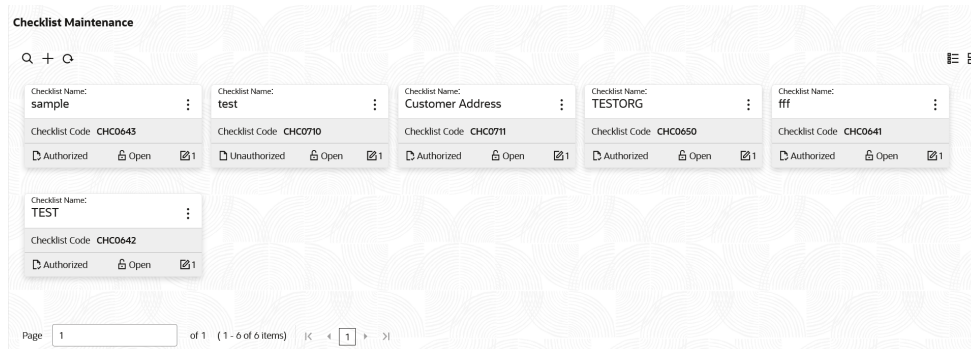 Checklist Maintenance
Checklist Name: Checklist Name: Checklist Name: Checklist Name: Checklist Name:
sample test Customer Address TESTORG fff
Checklist Code CHC0643 Checklist Code CHC0710 Checklist Code CHC0711 Checklist Code CHC0650 Checklist Code CHC0641
Authorized Open 1 Unauthorized Open 1 Authorized Open 1 Authorized Open 1 Authorized Open 1
Checklist Name:
TEST
Checklist Code CHC0642
Authorized Open 1
Page 1 of 1 ( 1 - 6 of 6 items) 1